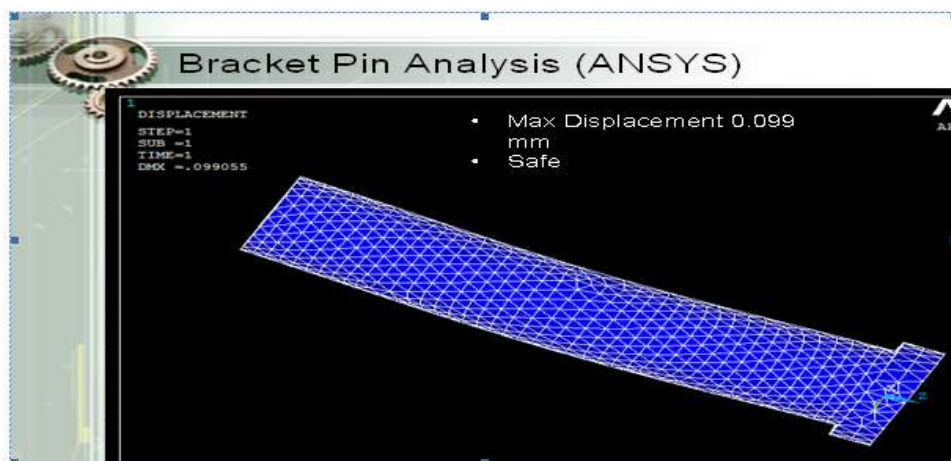 Bracket Pin Analysis (ANSYS)
1
DISPLACEMENT
STEP=1
SUB =1
TIME=1
DMX =.099055
• Max Displacement 0.099
mm
• Safe
Z